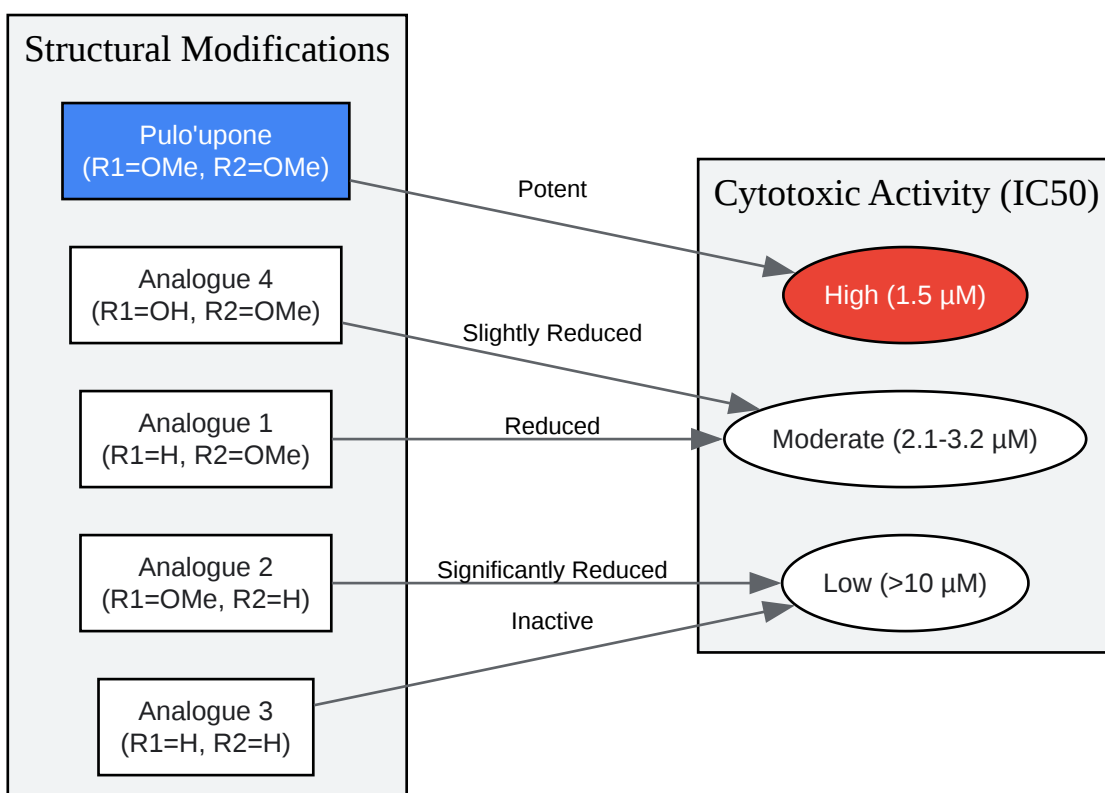 Structural Modifications
Pulo'upone
(R1=OMe, R2=OMe)
Analogue 4
(R1=OH, R2=OMe)
Analogue 1
(R1=H, R2=OMe)
Analogue 2
(R1=OMe, R2=H)
Analogue 3
(R1=H, R2=H)
Potent
Slightly Reduced
Reduced
Significantly Reduced
Inactive
Cytotoxic Activity (IC50)
High (1.5 µM)
Moderate (2.1-3.2 µM)
Low (>10 µM)